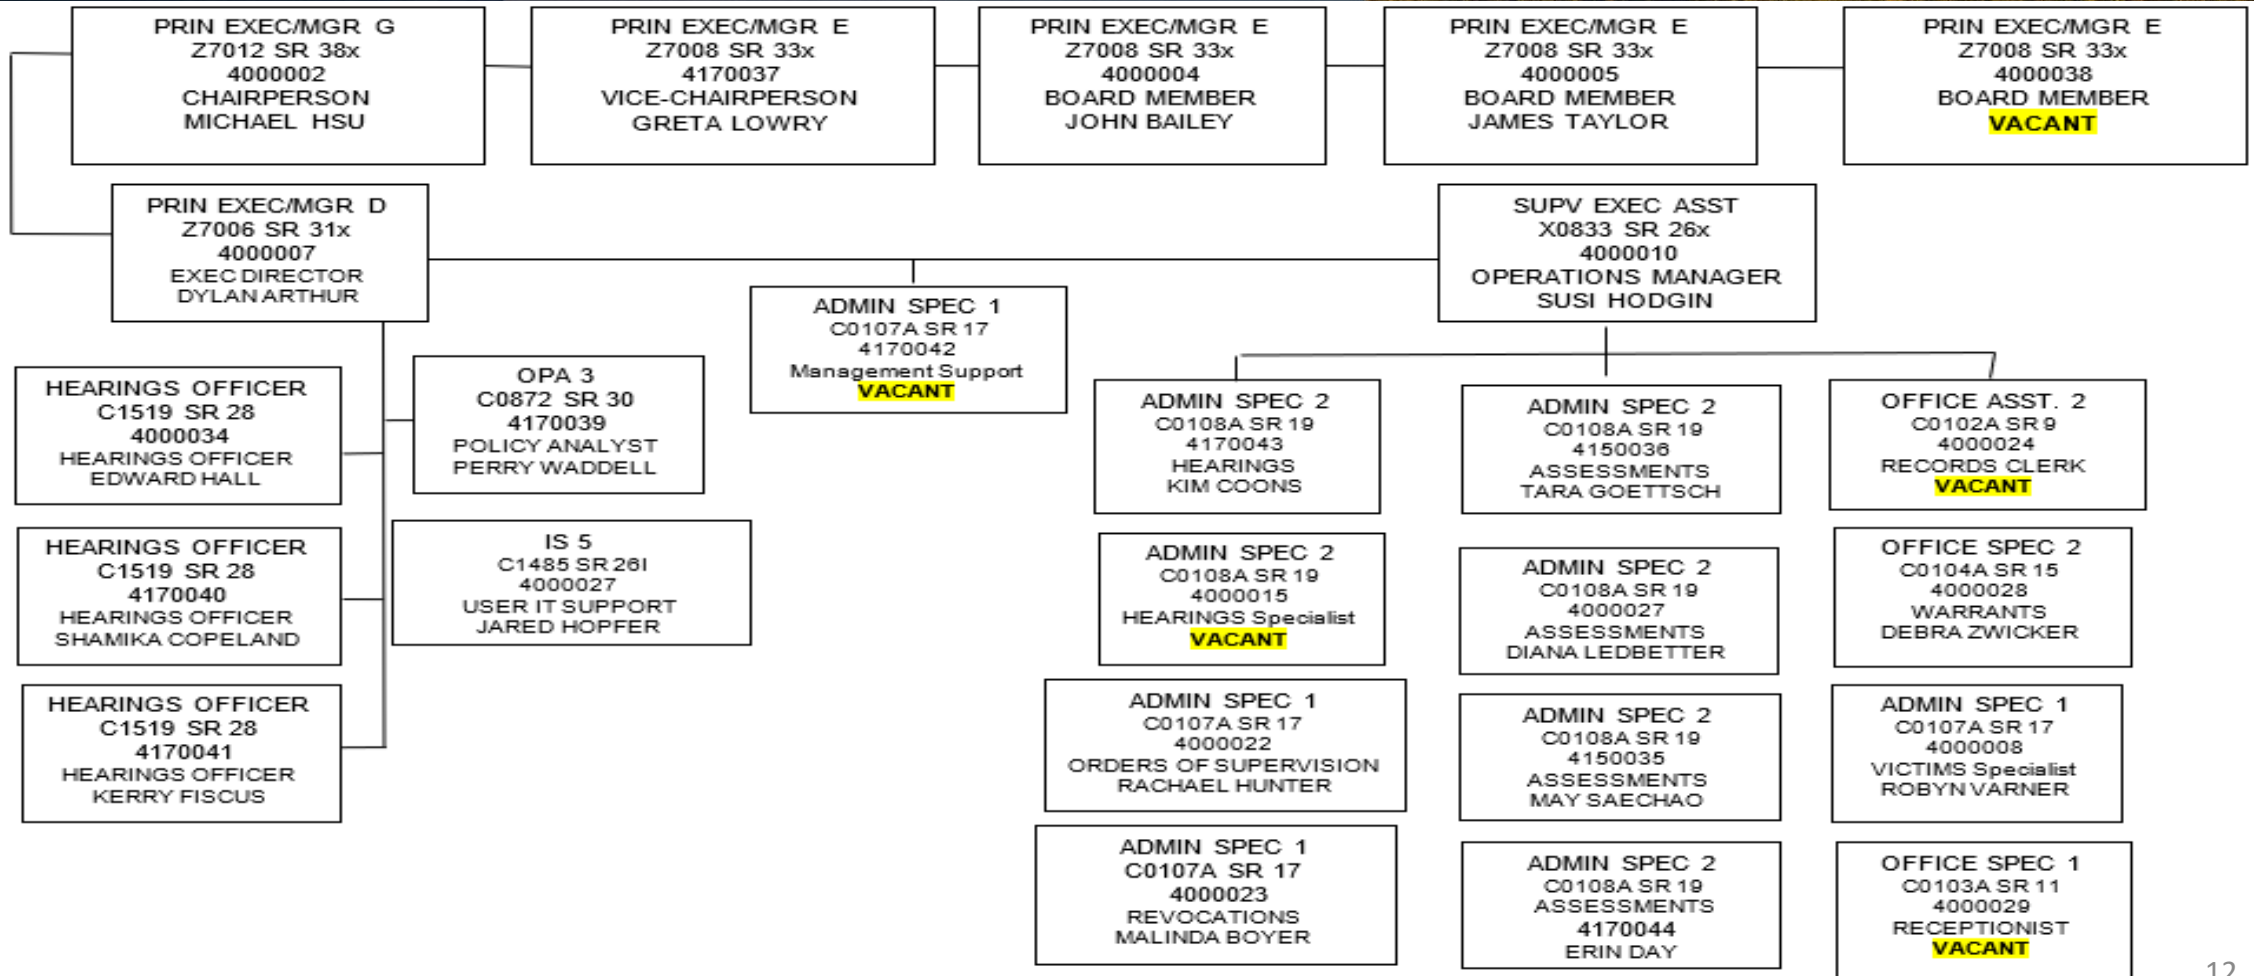 PRIN EXEC/MGR G
Z7012 SR 38x
4000002
CHAIRPERSON
MICHAEL HSU
PRIN EXEC/MGR E
Z7008 SR 33x
4170037
VICE-CHAIRPERSON
GRETA LOWRY
PRIN EXEC/MGR E
Z7008 SR 33x
4000004
BOARD MEMBER
JOHN BAILEY
PRIN EXEC/MGR E
Z7008 SR 33x
4000005
BOARD MEMBER
JAMES TAYLOR
PRIN EXEC/MGR E
Z7008 SR 33x
4000038
BOARD MEMBER
VACANT
PRIN EXEC/MGR D
Z7006 SR 31x
4000007
EXEC DIRECTOR
DYLAN ARTHUR
SUPV EXEC ASST
X0833 SR 26x
4000010
OPERATIONS MANAGER
SUSI HODGIN
ADMIN SPEC 1
C0107A SR 17
4170042
Management Support
VACANT
HEARINGS OFFICER
C1519 SR 28
4000034
HEARINGS OFFICER
EDWARD HALL
OPA 3
C0872 SR 30
4170039
POLICY ANALYST
PERRY WADDELL
HEARINGS OFFICER
C1519 SR 28
4170040
HEARINGS OFFICER
SHAMIKA COPELAND
IS 5
C1485 SR 26I
4000027
USER IT SUPPORT
JARED HOPFER
HEARINGS OFFICER
C1519 SR 28
4170041
HEARINGS OFFICER
KERRY FISCUS
ADMIN SPEC 2
C0108A SR 19
4170043
HEARINGS
KIM COONS
ADMIN SPEC 2
C0108A SR 19
4000015
HEARINGS Specialist
VACANT
ADMIN SPEC 1
C0107A SR 17
4000022
ORDERS OF SUPERVISION
RACHAEL HUNTER
ADMIN SPEC 1
C0107A SR 17
4000023
REVOCATIONS
MALINDA BOYER
ADMIN SPEC 2
C0108A SR 19
4150036
ASSESSMENTS
TARA GOETTSCH
ADMIN SPEC 2
C0108A SR 19
4000027
ASSESSMENTS
DIANA LEDBETTER
ADMIN SPEC 2
C0108A SR 19
4150035
ASSESSMENTS
MAY SAECHAO
ADMIN SPEC 2
C0108A SR 19
ASSESSMENTS
4170044
ERIN DAY
OFFICE ASST. 2
C0102A SR 9
4000024
RECORDS CLERK
VACANT
OFFICE SPEC 2
C0104A SR 15
4000028
WARRANTS
DEBRA ZWICKER
ADMIN SPEC 1
C0107A SR 17
4000008
VICTIMS Specialist
ROBYN VARNER
OFFICE SPEC 1
C0103A SR 11
4000029
RECEPTIONIST
VACANT
12